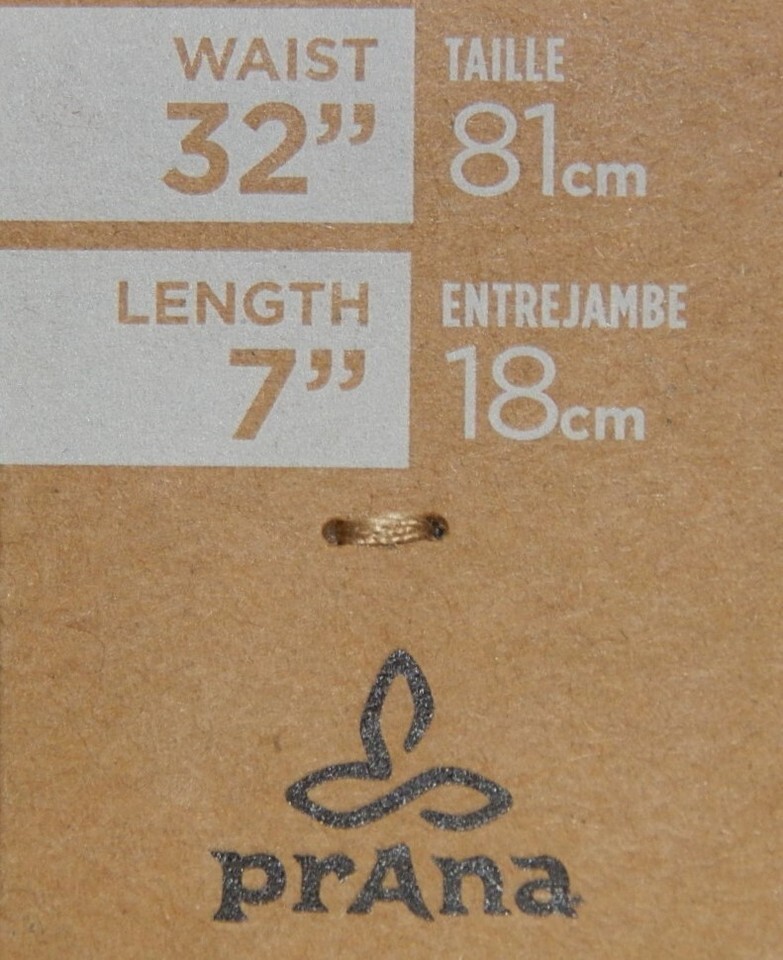 WAIST
32”
TAILLE
81cm
LENGTH
7”
ENTREJAMBE
18cm
prAna